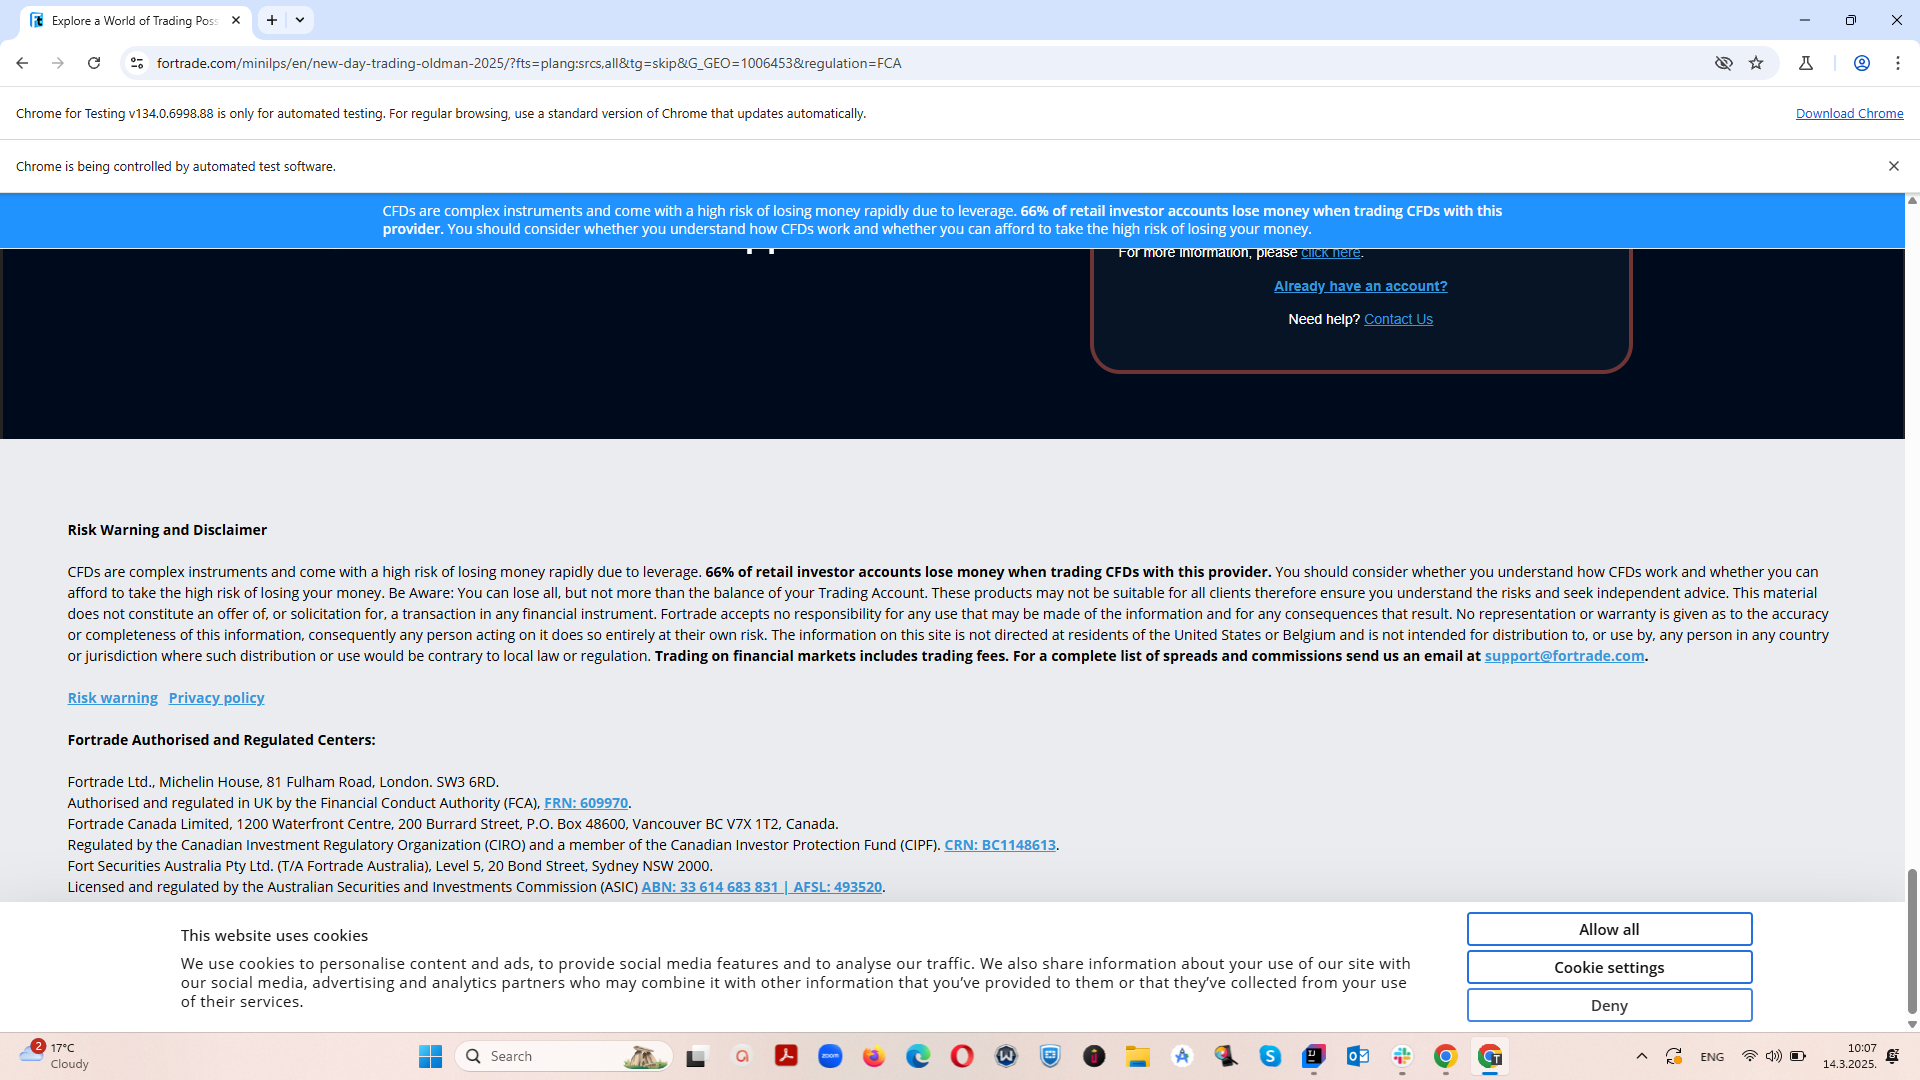 Explore a World of Trading Poss
fortrade.com/minilps/en/new-day-trading-oldman-2025/?fts=plang:srcs,all&tg=skip&G_GEO=1006453&regulation=FCA
Chrome for Testing v134.0.6998.88 is only for automated testing. For regular browsing, use a standard version of Chrome that updates automatically.
Download Chrome
Chrome is being controlled by automated test software.
CFDs are complex instruments and come with a high risk of losing money rapidly due to leverage. 66% of retail investor accounts lose money when trading CFDs with this
provider. You should consider whether you understand how CFDs work and whether you can afford to take the high risk of losing your money.
For more information, please click here.
Already have an account?
Need help? Contact Us
Risk Warning and Disclaimer
CFDs are complex instruments and come with a high risk of losing money rapidly due to leverage. 66% of retail investor accounts lose money when trading CFDs with this provider. You should consider whether you understand how CFDs work and whether you can
afford to take the high risk of losing your money. Be Aware: You can lose all, but not more than the balance of your Trading Account. These products may not be suitable for all clients therefore ensure you understand the risks and seek independent advice. This material
does not constitute an offer of, or solicitation for, a transaction in any financial instrument. Fortrade accepts no responsibility for any use that may be made of the information and for any consequences that result. No representation or warranty is given as to the accuracy
or completeness of this information, consequently any person acting on it does so entirely at their own risk. The information on this site is not directed at residents of the United States or Belgium and is not intended for distribution to, or use by, any person in any country
or jurisdiction where such distribution or use would be contrary to local law or regulation. Trading on financial markets includes trading fees. For a complete list of spreads and commissions send us an email at support@fortrade.com.
Risk warning Privacy policy
Fortrade Authorised and Regulated Centers:
Fortrade Ltd., Michelin House, 81 Fulham Road, London. SW3 6RD.
Authorised and regulated in UK by the Financial Conduct Authority (FCA), FRN: 609970.
Fortrade Canada Limited, 1200 Waterfront Centre, 200 Burrard Street, P.O. Box 48600, Vancouver BC V7X 1T2, Canada.
Regulated by the Canadian Investment Regulatory Organization (CIRO) and a member of the Canadian Investor Protection Fund (CIPF). CRN: BC1148613.
Fort Securities Australia Pty Ltd. (T/A Fortrade Australia), Level 5, 20 Bond Street, Sydney NSW 2000.
Licensed and regulated by the Australian Securities and Investments Commission (ASIC) ABN: 33 614 683 831 | AFSL: 493520.
This website uses cookies
We use cookies to personalise content and ads, to provide social media features and to analyse our traffic. We also share information about your use of our site with
our social media, advertising and analytics partners who may combine it with other information that you've provided to them or that they've collected from your use
of their services.
Allow all
Cookie settings
Deny
2
17°C
Cloudy
Search
zoom
ENG
10:07
14.3.2025.